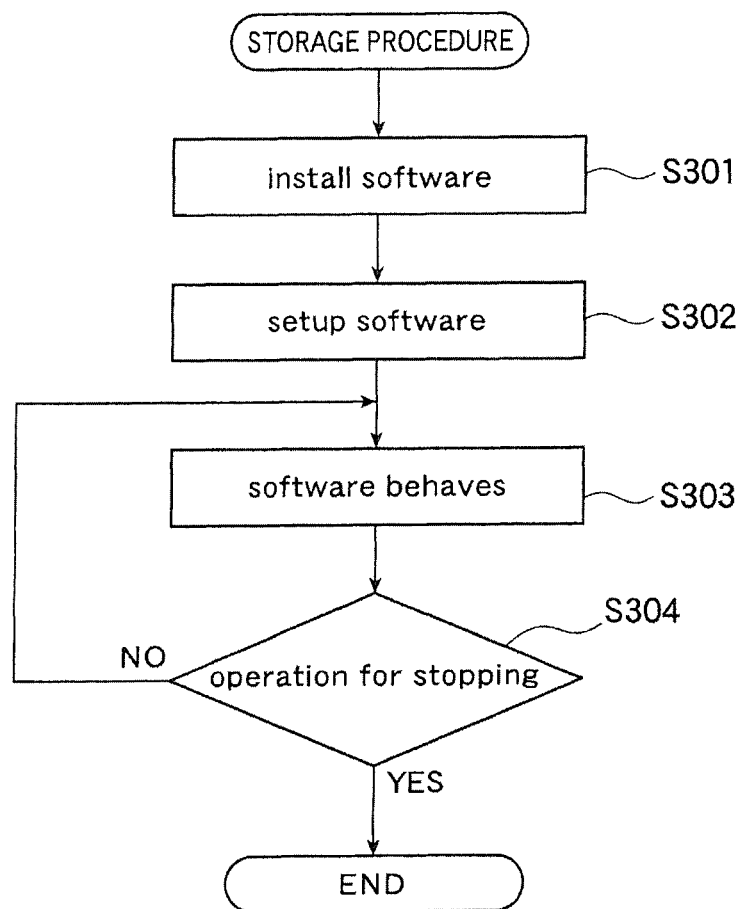 STORAGE PROCEDURE
install software
S301
setup software
S302
software behaves
S303
S304
NO
operation for stopping
YES
END